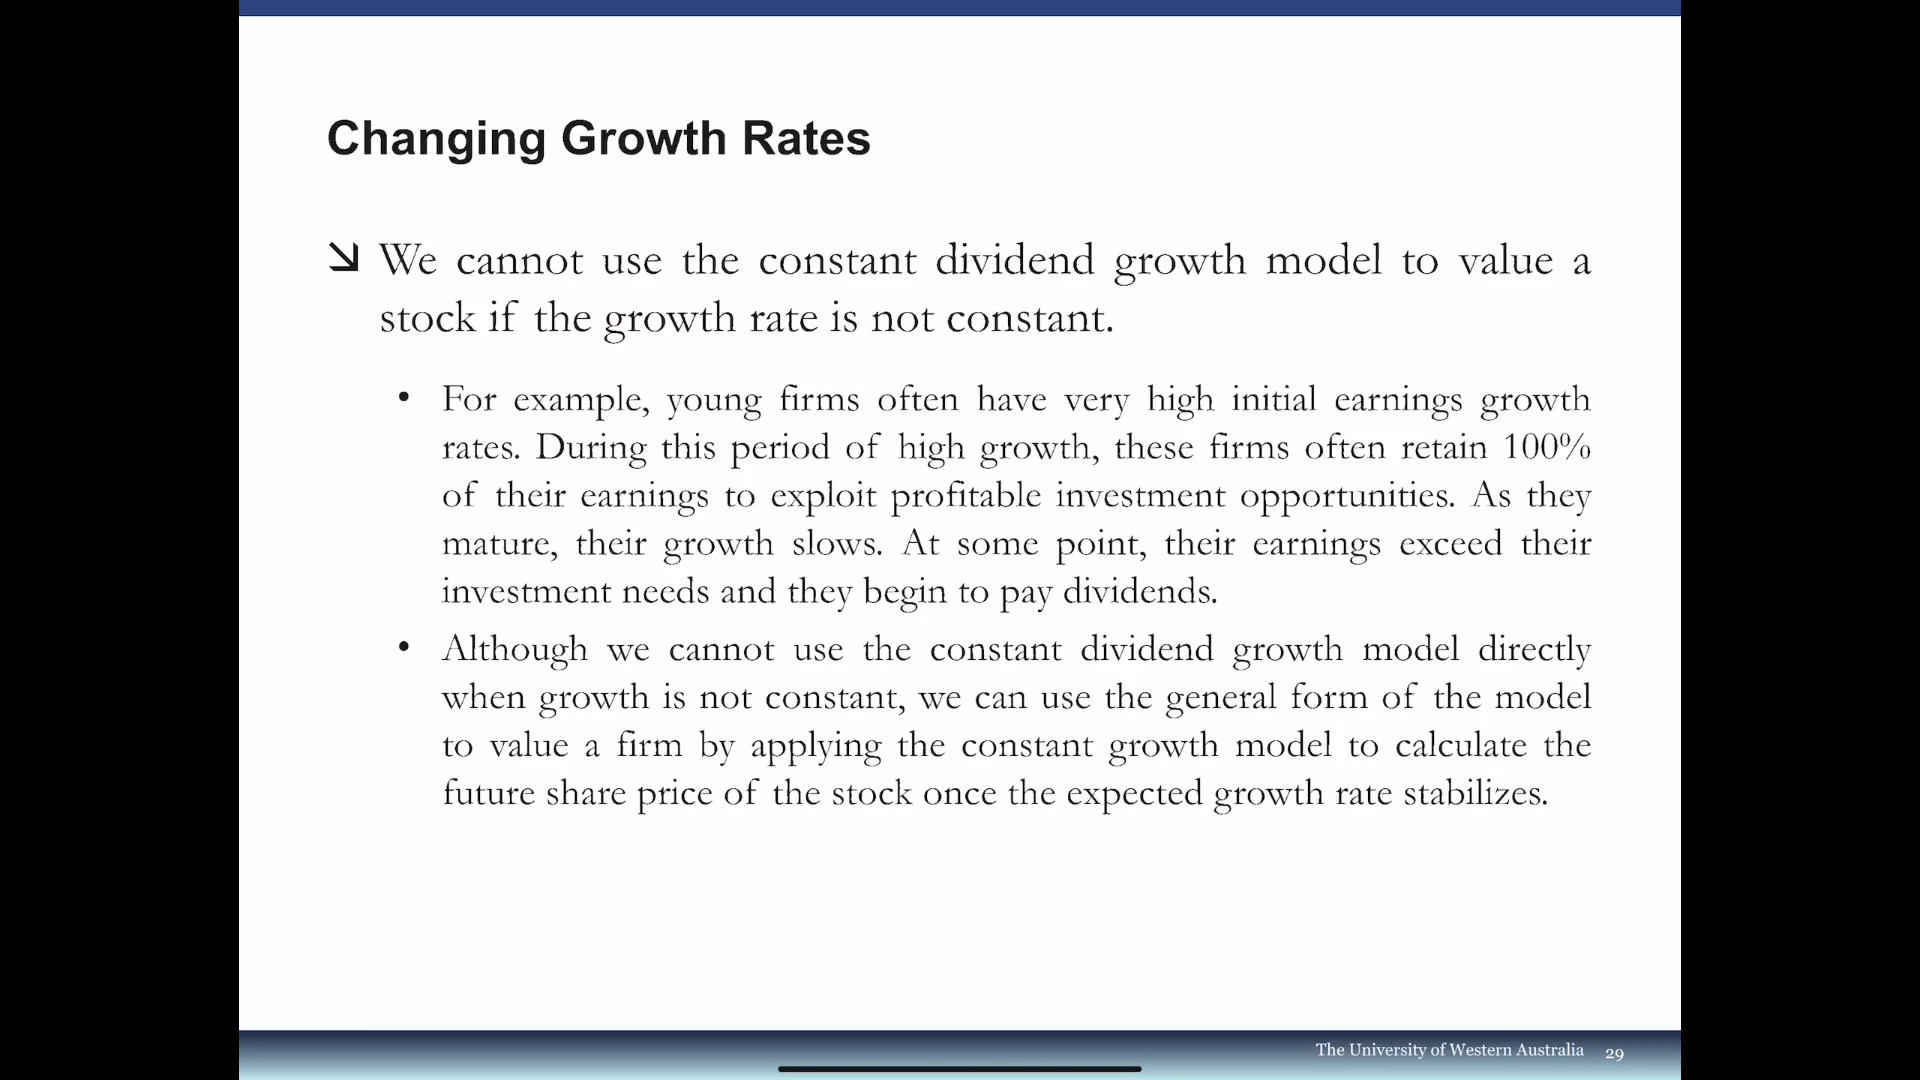 Changing Growth Rates
We cannot use the constant dividend growth model to value a
stock if the growth rate is not constant.
• For example, young firms often have very high initial earnings growth
rates. During this period of high growth, these firms often retain 100%
of their earnings to exploit profitable investment opportunities. As they
mature, their growth slows. At some point, their earnings exceed their
investment needs and they begin to pay dividends.
• Although we cannot use the constant dividend growth model directly
when growth is not constant, we can use the general form of the model
to value a firm by applying the constant growth model to calculate the
future share price of the stock once the expected growth rate stabilizes.
The University of Western Australia 29